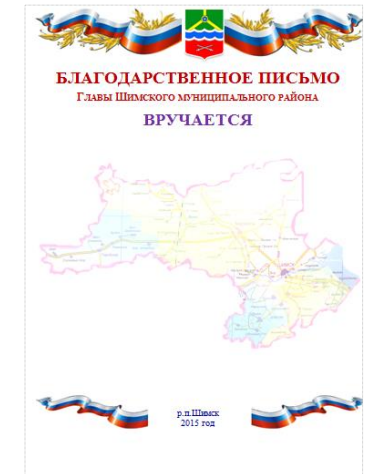 БЛАГОДАРСТВЕННОЕ ПИСЬМО
ГЛАВЫ ШИМСКОГО МУНИЦИПАЛЬНОГО РАЙОНА
ВРУЧАЕТСЯ
р.п.Шимск
2015 год